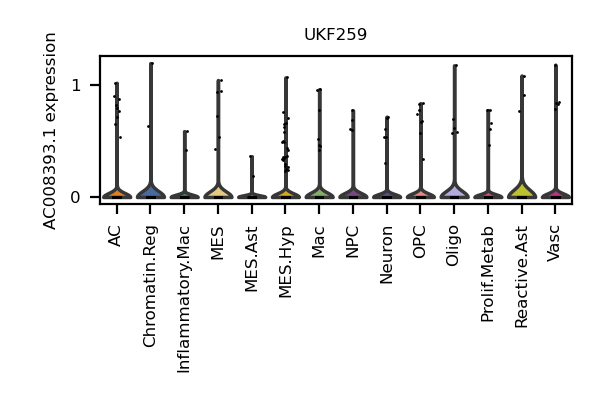 UKF259
AC008393.1 expression
1
0
AC
Chromatin.Reg
Inflammatory.Mac
MES
MES.Ast
MES.Hyp
Mac
NPC
Neuron
OPC
Oligo
Prolif.Metab
Reactive.Ast
Vasc